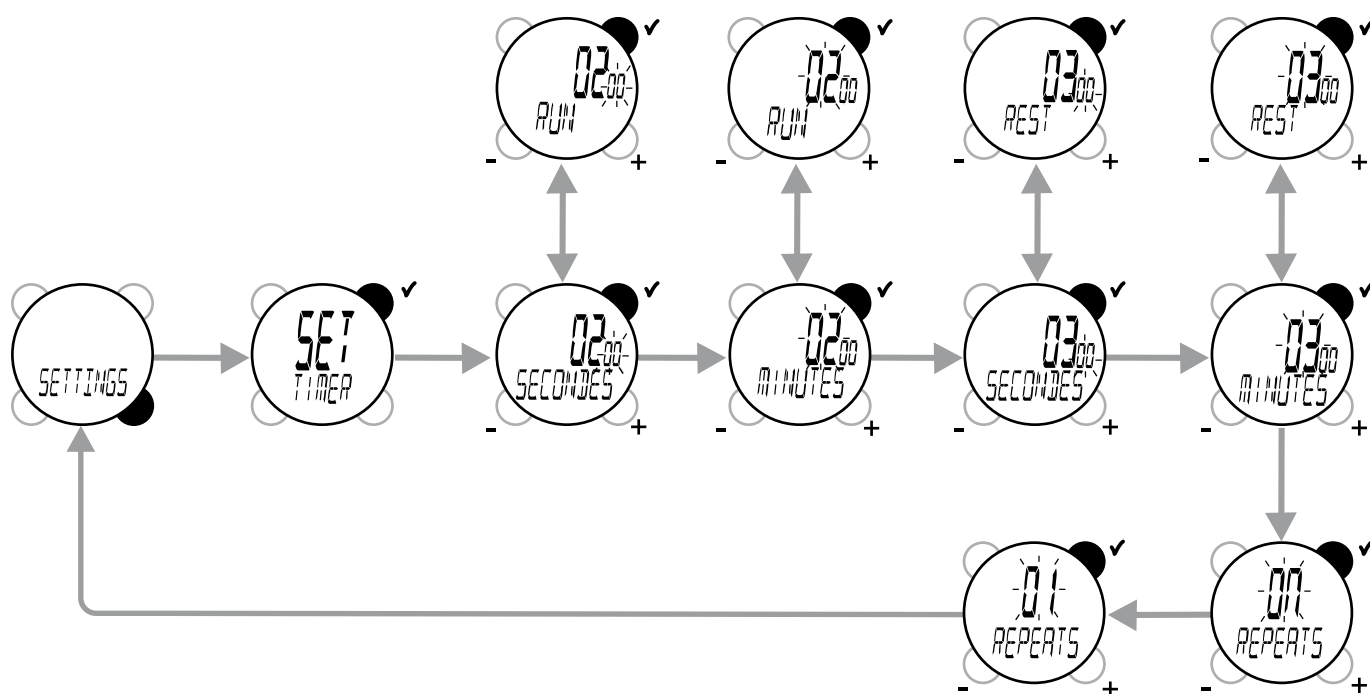 ✓
02 00
RUN
- +
✓
02 00
RUN
- +
✓
03 00
REST
- +
✓
03 00
REST
- +
SETTINGS
✓
SET
TIMER
✓
02 00
SECONDES
- +
✓
02 00
MINUTES
- +
✓
03 00
SECONDES
- +
✓
03 00
MINUTES
- +
✓
01
REPEATS
- +
✓
07
REPEATS
- +